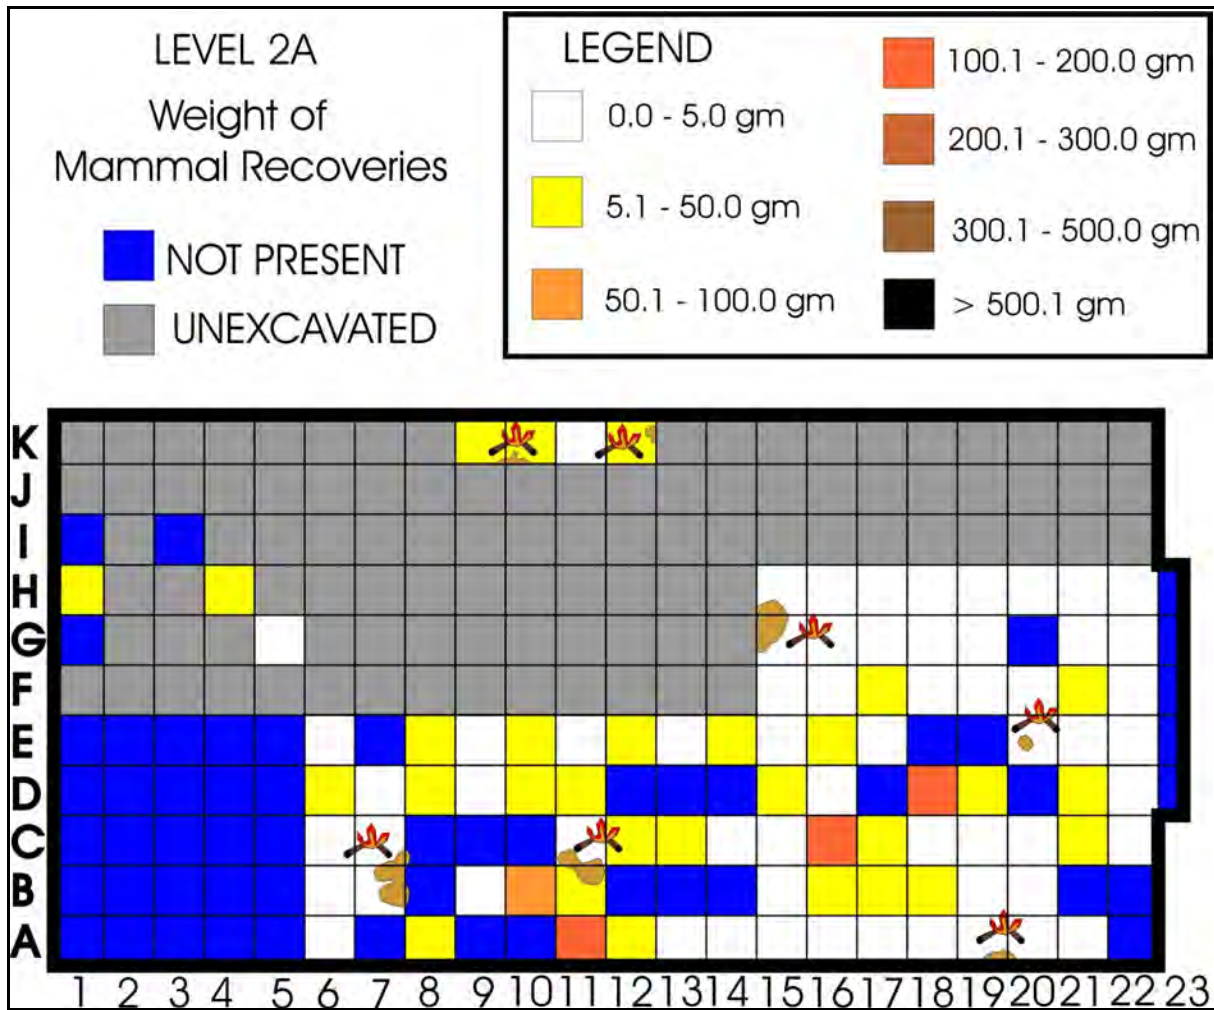 LEVEL 2A
Weight of
Mammal Recoveries
NOT PRESENT
UNEXCAVATED
LEGEND
0.0 - 5.0 gm
5.1 - 50.0 gm
50.1 - 100.0 gm
100.1 - 200.0 gm
200.1 - 300.0 gm
300.1 - 500.0 gm
> 500.1 gm
K
J
I
H
G
F
E
D
C
B
A
1 2 3 4 5 6 7 8 9 10 11 12 13 14 15 16 17 18 19 20 21 22 23